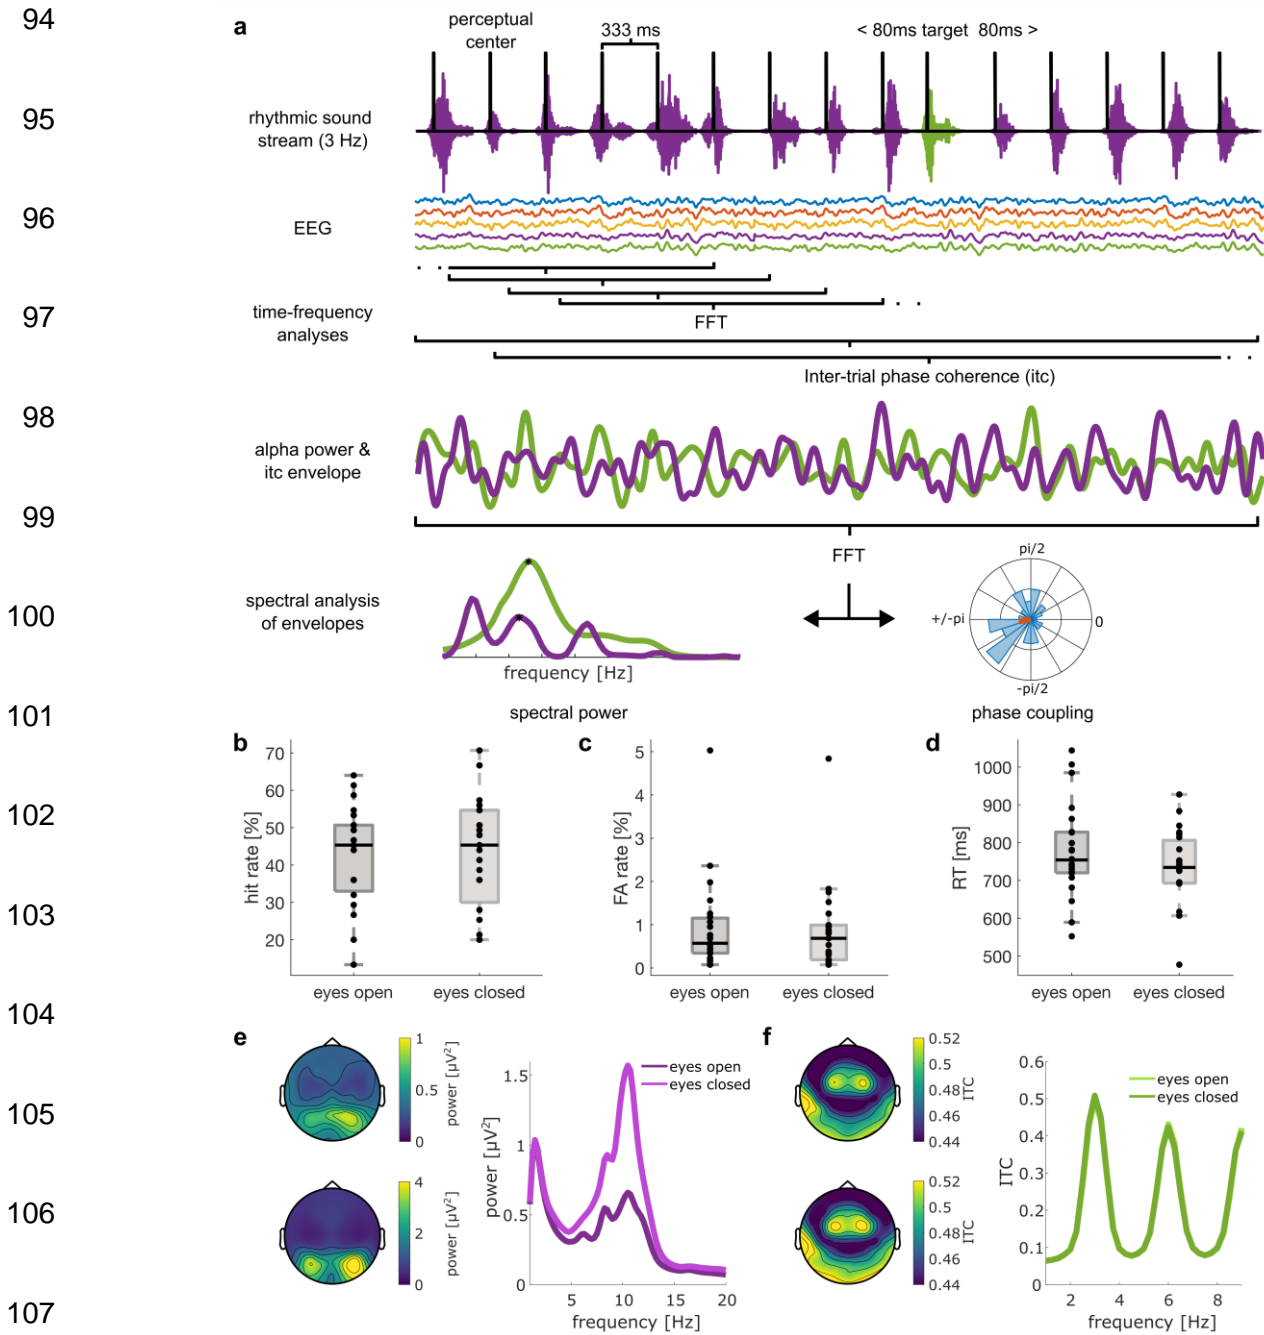 94
a
perceptual
center
333 ms
< 80ms target 80ms >
95
rhythmic sound
stream (3 Hz)
96
EEG
97
time-frequency
analyses
FFT
Inter-trial phase coherence (itc)
98
alpha power &
itc envelope
99
FFT
100
spectral analysis
of envelopes
frequency [Hz]
pi/2
+/-pi
0
-pi/2
101
spectral power
phase coupling
b
hit rate [%]
70
60
50
40
30
20
eyes open
eyes closed
c
FA rate [%]
5
4
3
2
1
0
eyes open
eyes closed
d
RT [ms]
1000
900
800
700
600
500
eyes open
eyes closed
102
103
104
e
1
0.5
0
power [µV²]
4
2
0
power [µV²]
power [µV²]
1.5
1
0.5
0
eyes open
eyes closed
5
10
15
20
frequency [Hz]
f
0.52
0.5
0.48
0.46
0.44
ITC
0.52
0.5
0.48
0.46
0.44
ITC
ITC
0.6
0.5
0.4
0.3
0.2
0.1
0
eyes open
eyes closed
2
4
6
8
frequency [Hz]
105
106
107